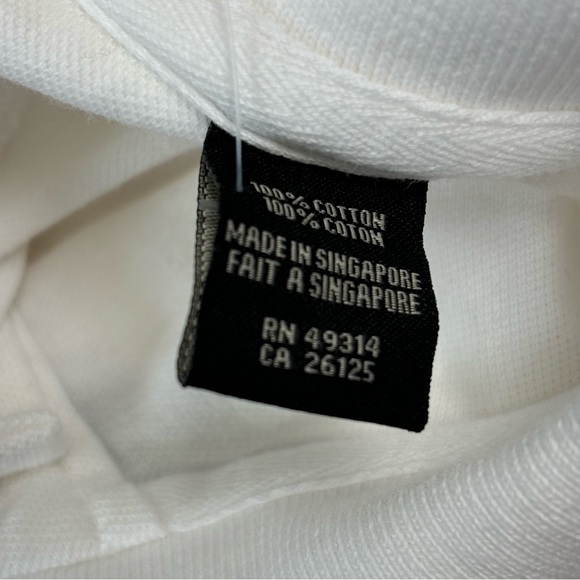 100% COTTON
100% COTON
MADE IN SINGAPORE
FAIT A SINGAPORE
RN 49314
CA 26125